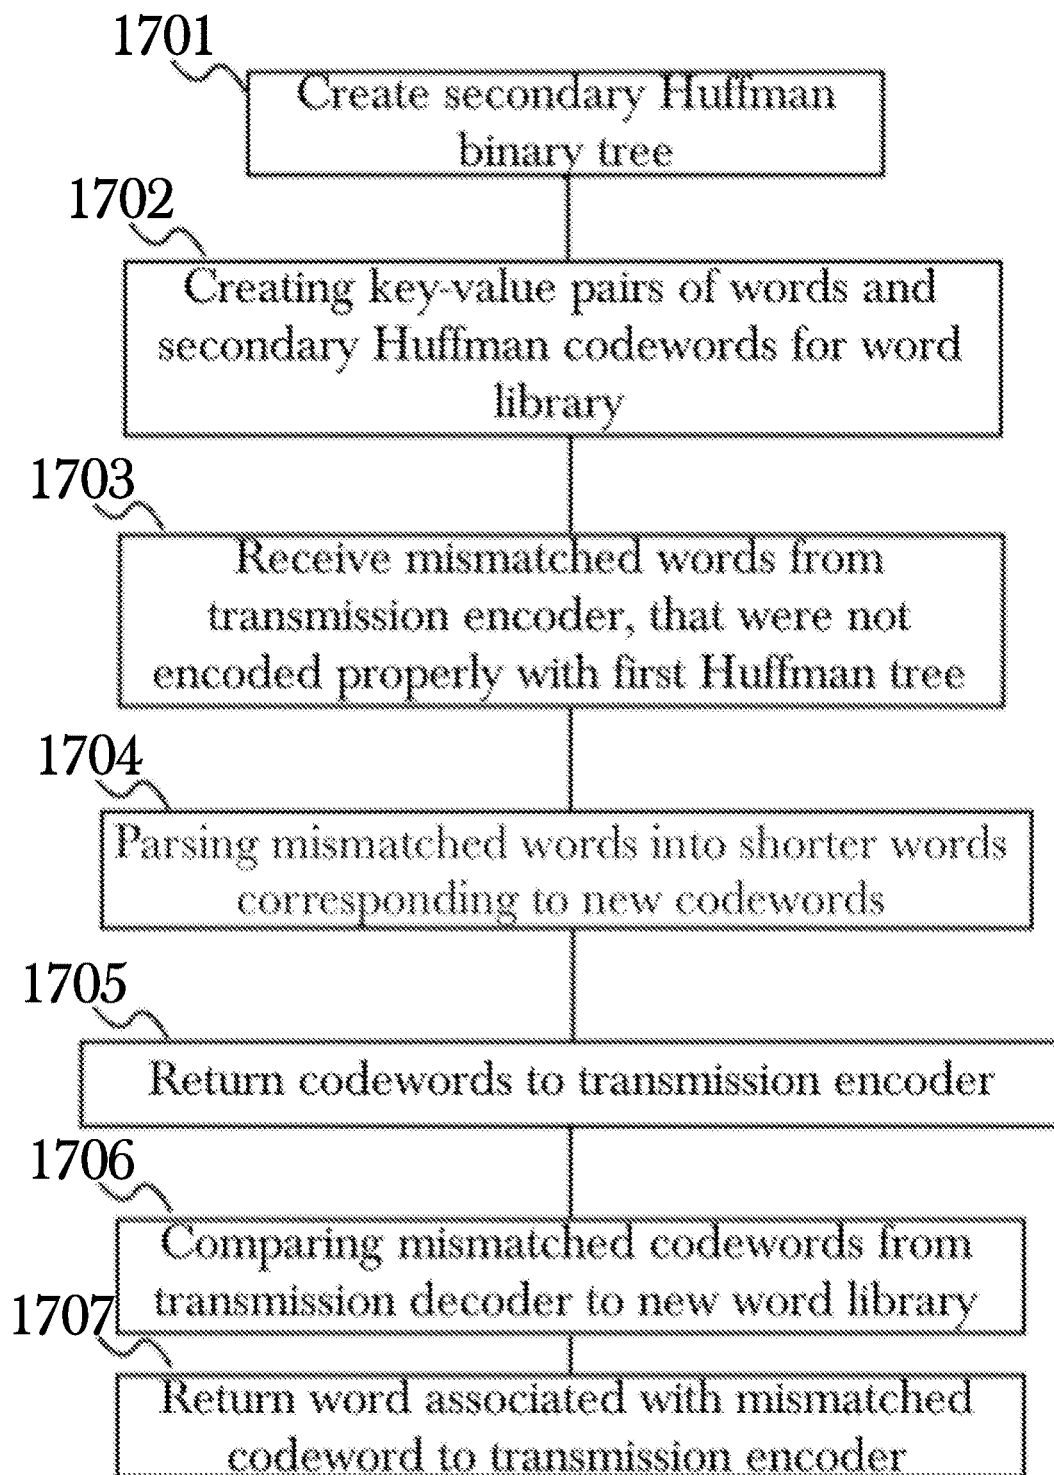 1701
Create secondary Huffman
binary tree
1702
Creating key-value pairs of words and
secondary Huffman codewords for word
library
1703
Receive mismatched words from
transmission encoder, that were not
encoded properly with first Huffman tree
1704
Parsing mismatched words into shorter words
corresponding to new codewords
1705
Return codewords to transmission encoder
1706
Comparing mismatched codewords from
transmission decoder to new word library
1707
Return word associated with mismatched
codeword to transmission encoder